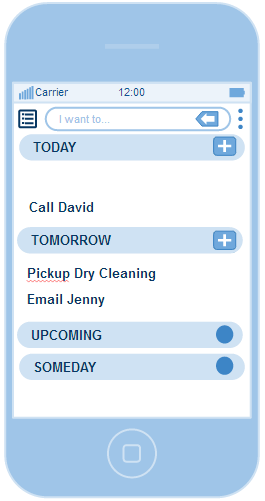 Carrier 12:00
I want to...
TODAY
Call David
TOMORROW
Pickup Dry Cleaning
Email Jenny
UPCOMING
SOMEDAY